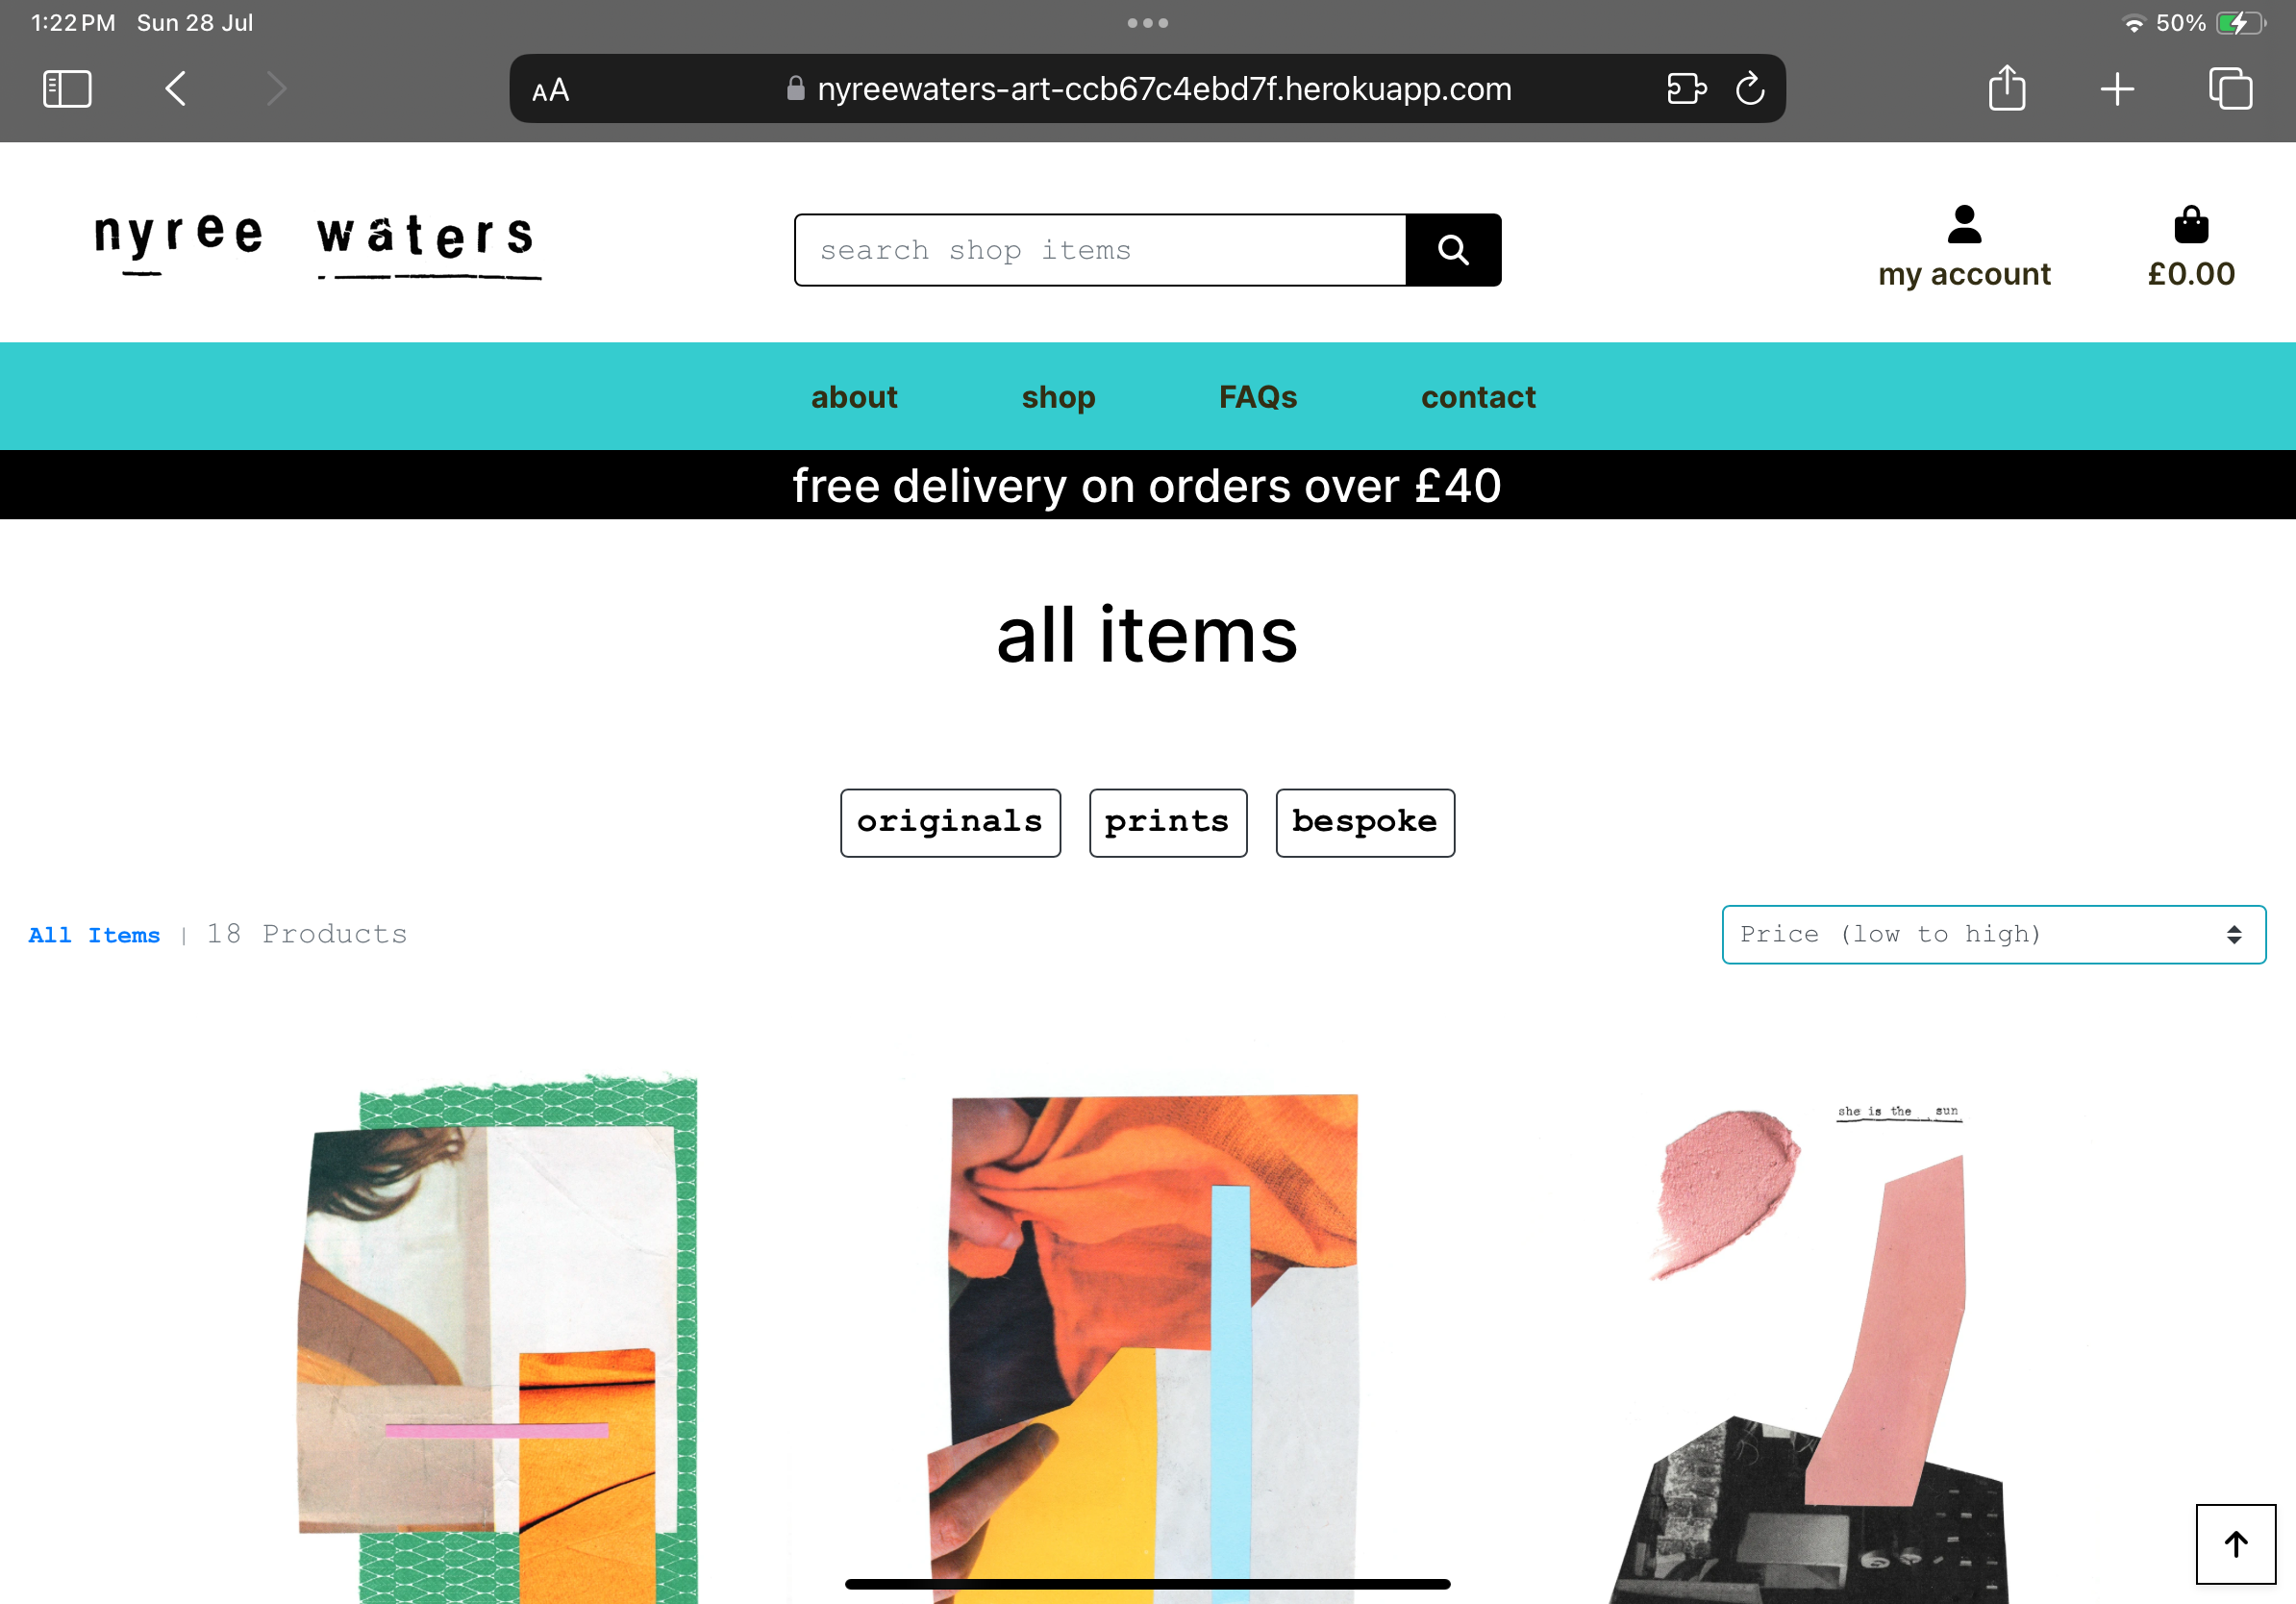 1:22 PM Sun 28 Jul
50%
AA
nyreewaters-art-ccb67c4ebd7f.herokuapp.com
nyree waters
search shop items
my account
£0.00
about shop FAQs contact
free delivery on orders over £40
all items
originals prints bespoke
All Items | 18 Products
Price (low to high)
she is the sun